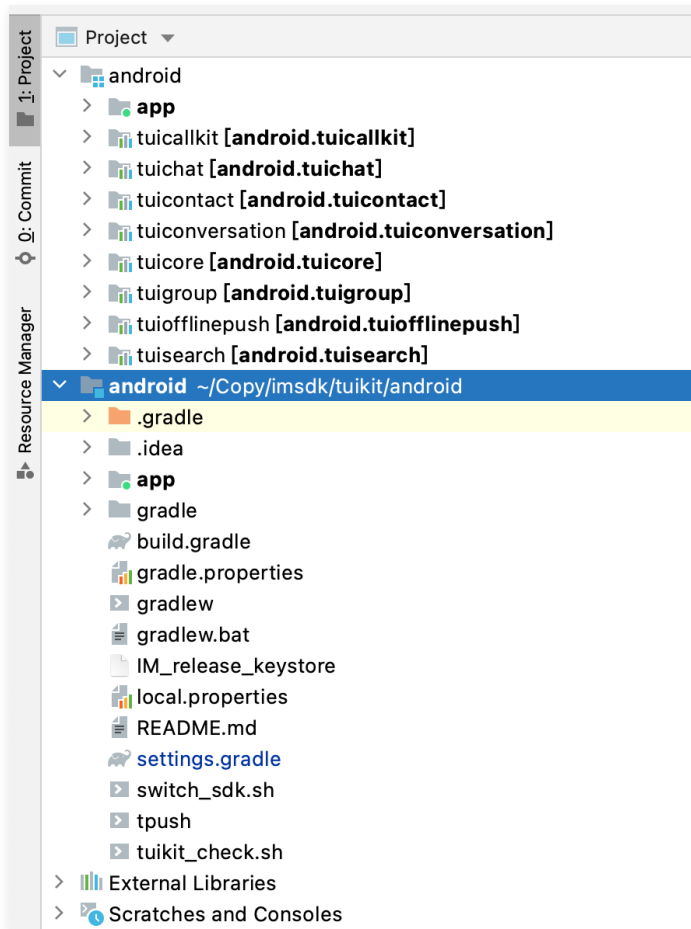 Project
1: Project
android
app
tuicallkit [android.tuicallkit]
tuichat [android.tuichat]
tuicontact [android.tuicontact]
tuiconversation [android.tuiconversation]
0: Commit
tuicore [android.tuicore]
tuigroup [android.tuigroup]
tuiofflinepush [android.tuiofflinepush]
tuisearch [android.tuisearch]
Resource Manager
android ~/Copy/imsdk/tuikit/android
.gradle
.idea
app
gradle
build.gradle
gradle.properties
gradlew
gradlew.bat
IM_release_keystore
local.properties
README.md
settings.gradle
switch_sdk.sh
tpush
tuikit_check.sh
External Libraries
Scratches and Consoles